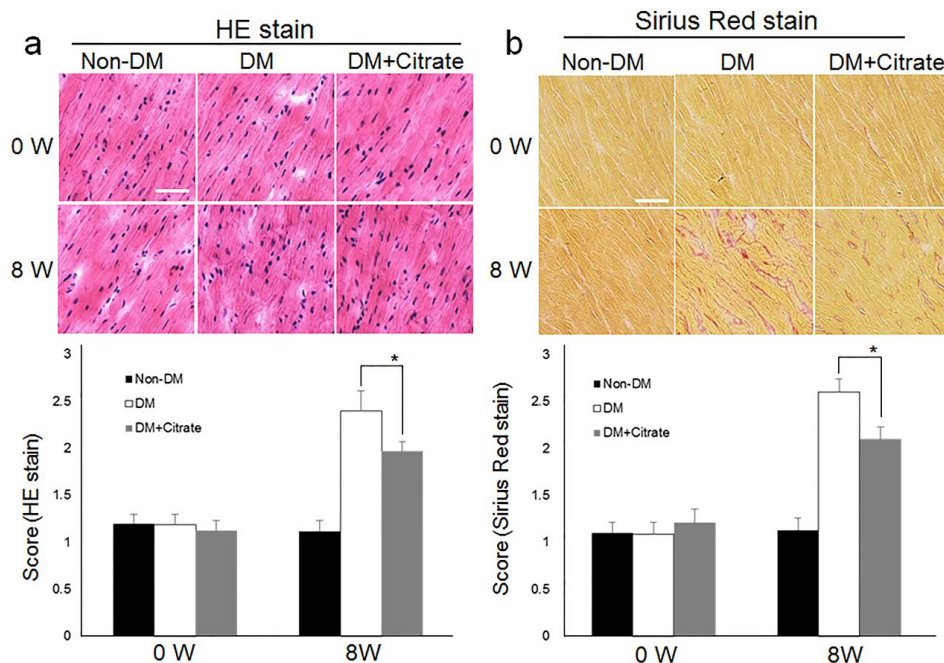 a
HE stain
Non-DM DM DM+Citrate
0 W
8 W
Score (HE stain)
3
2.5
2
1.5
1
0.5
0
*
Non-DM
DM
DM+Citrate
0 W 8W
b
Sirius Red stain
Non-DM DM DM+Citrate
0 W
8 W
Score (Sirius Red stain)
3
2.5
2
1.5
1
0.5
0
*
Non-DM
DM
DM+Citrate
0 W 8W